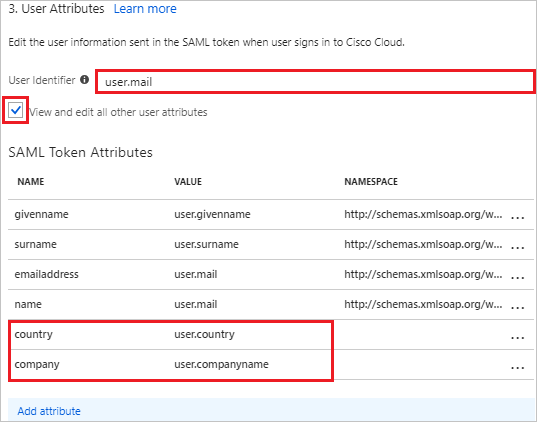 3. User Attributes Learn more
Edit the user information sent in the SAML token when user signs in to Cisco Cloud.
User Identifier user.mail
View and edit all other user attributes
SAML Token Attributes
NAME VALUE NAMESPACE
givenname user.givenname http://schemas.xmlsoap.org/w... ...
surname user.surname http://schemas.xmlsoap.org/w... ...
emailaddress user.mail http://schemas.xmlsoap.org/w... ...
name user.mail http://schemas.xmlsoap.org/w... ...
country user.country ...
company user.companyname ...
Add attribute